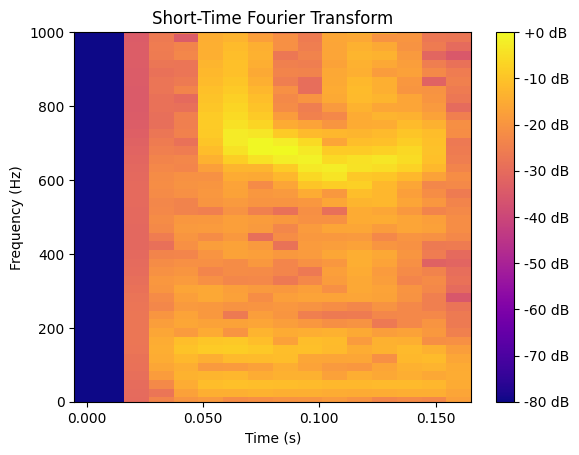 Short-Time Fourier Transform
1000
800
600
400
200
0
Frequency (Hz)
0.000
0.050
0.100
0.150
Time (s)
+0 dB
-10 dB
-20 dB
-30 dB
-40 dB
-50 dB
-60 dB
-70 dB
-80 dB